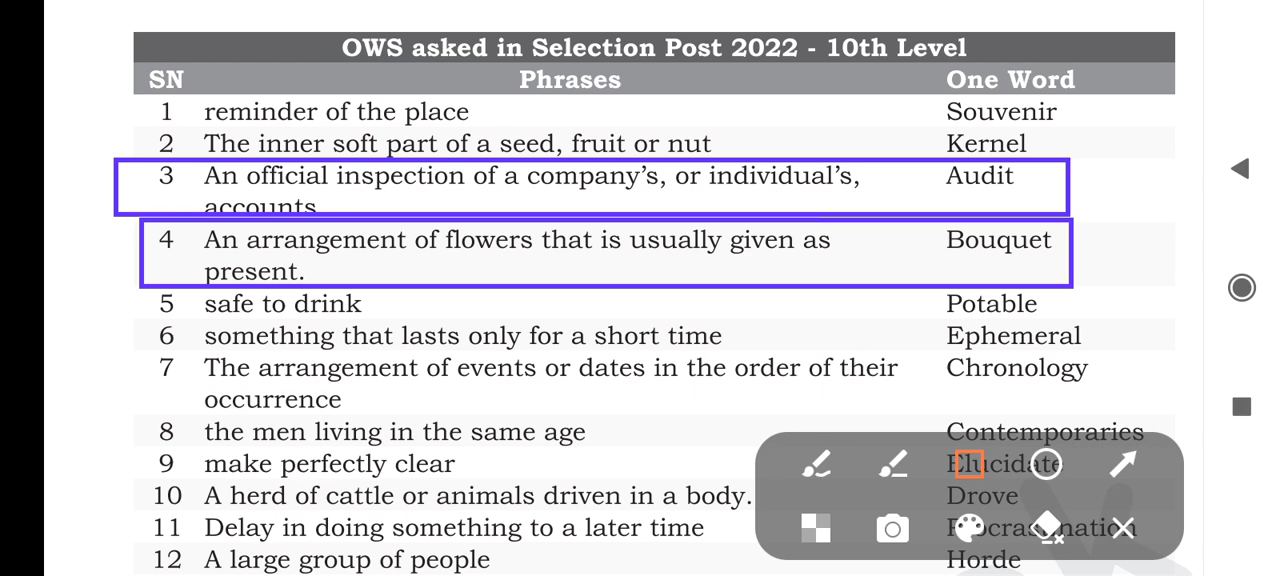 OWS asked in Selection Post 2022 - 10th Level
SN Phrases One Word
1 reminder of the place Souvenir
2 The inner soft part of a seed, fruit or nut Kernel
3 An official inspection of a company's, or individual's, Audit
accounts
4 An arrangement of flowers that is usually given as Bouquet
present.
5 safe to drink Potable
6 something that lasts only for a short time Ephemeral
7 The arrangement of events or dates in the order of their Chronology
occurrence
8 the men living in the same age Contemporaries
9 make perfectly clear Elucidate
10 A herd of cattle or animals driven in a body. Drove
11 Delay in doing something to a later time
12 A large group of people Horde